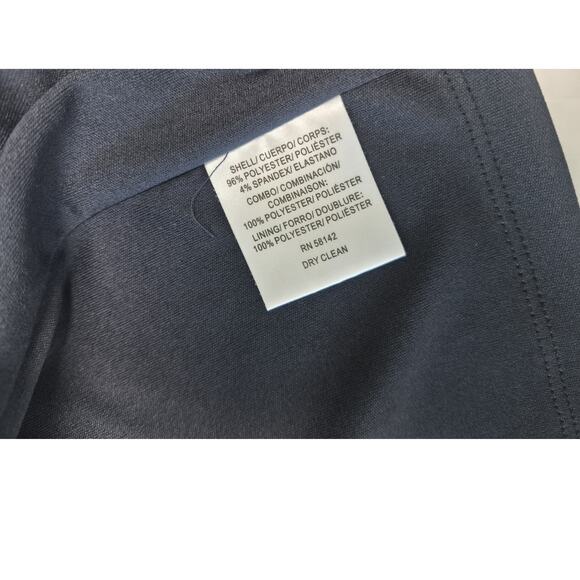 SHELL/ CUERPO/ CORPS:
96% POLYESTER/ POLIÉSTER
4% SPANDEX/ ELASTANO
COMBO/ COMBINACIÓN/
COMBINAISON:
100% POLYESTER/ POLIÉSTER
LINING/ FORRO/ DOUBLURE:
100% POLYESTER/ POLIÉSTER
RN 58142
DRY CLEAN